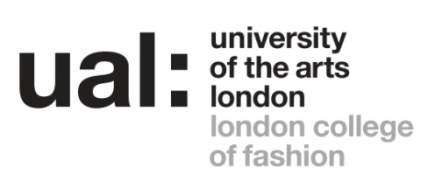 ual:
university
of the arts
london
london college
of fashion